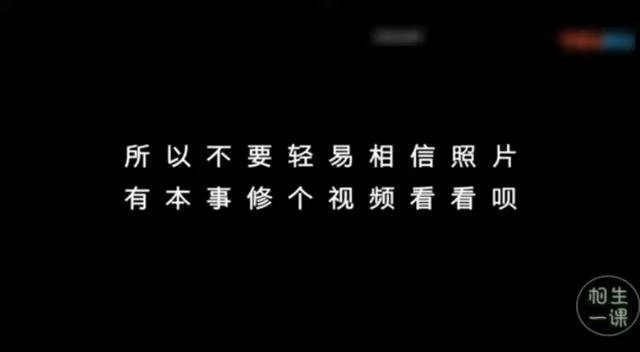 所以不要轻易相信照片
有本事修个视频看看呗
相生
一课